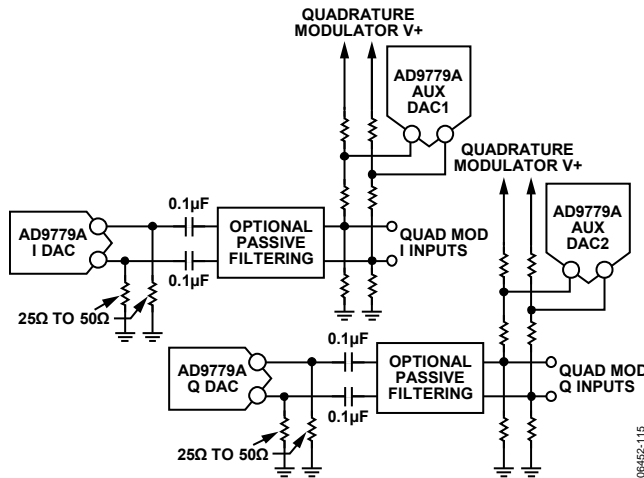 QUADRATURE
MODULATOR V+
AD9779A
AUX
DAC1
QUADRATURE
MODULATOR V+
AD9779A
AUX
DAC2
0.1µF
AD9779A
I DAC
OPTIONAL
PASSIVE
FILTERING
QUAD MOD
I INPUTS
0.1µF
25Ω TO 50Ω
0.1µF
AD9779A
Q DAC
OPTIONAL
PASSIVE
FILTERING
QUAD MOD
Q INPUTS
0.1µF
25Ω TO 50Ω
06452-115